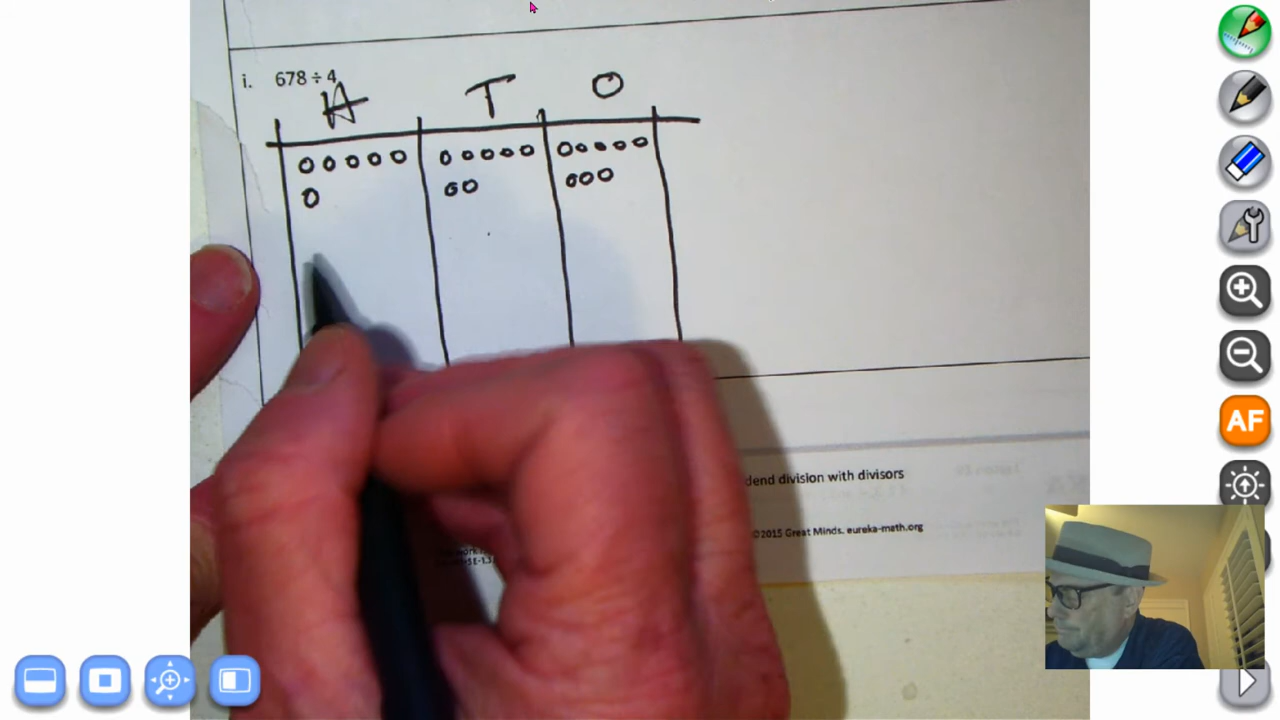 i. 678 ÷ 4
H T O
dend division with divisors
©2015 Great Minds. eureka-math.org
AF